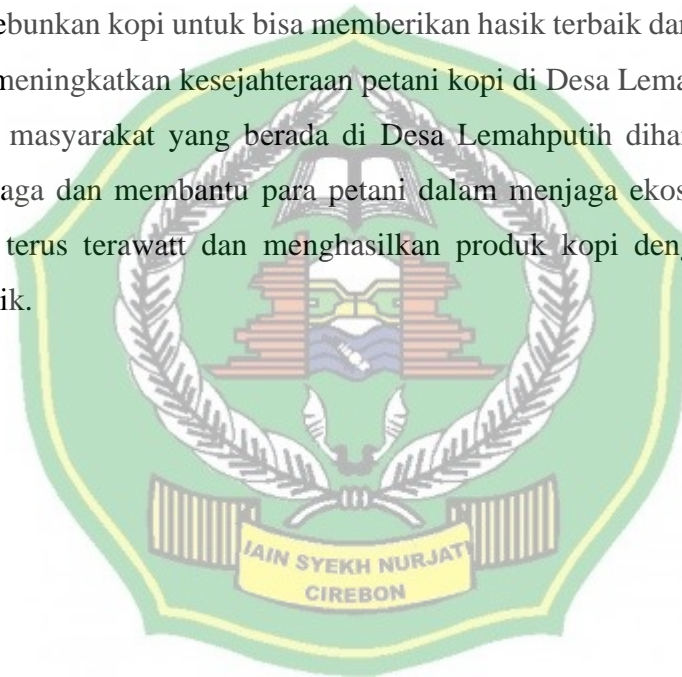 ebunkan kopi untuk bisa memberikan hasik terbaik dar
meningkatkan kesejahteraan petani kopi di Desa Lema
masyarakat yang berada di Desa Lemahputih diha
aga dan membantu para petani dalam menjaga ekos
terus terawatt dan menghasilkan produk kopi den
ik.
IAIN SYEKH NURJATI
CIREBON